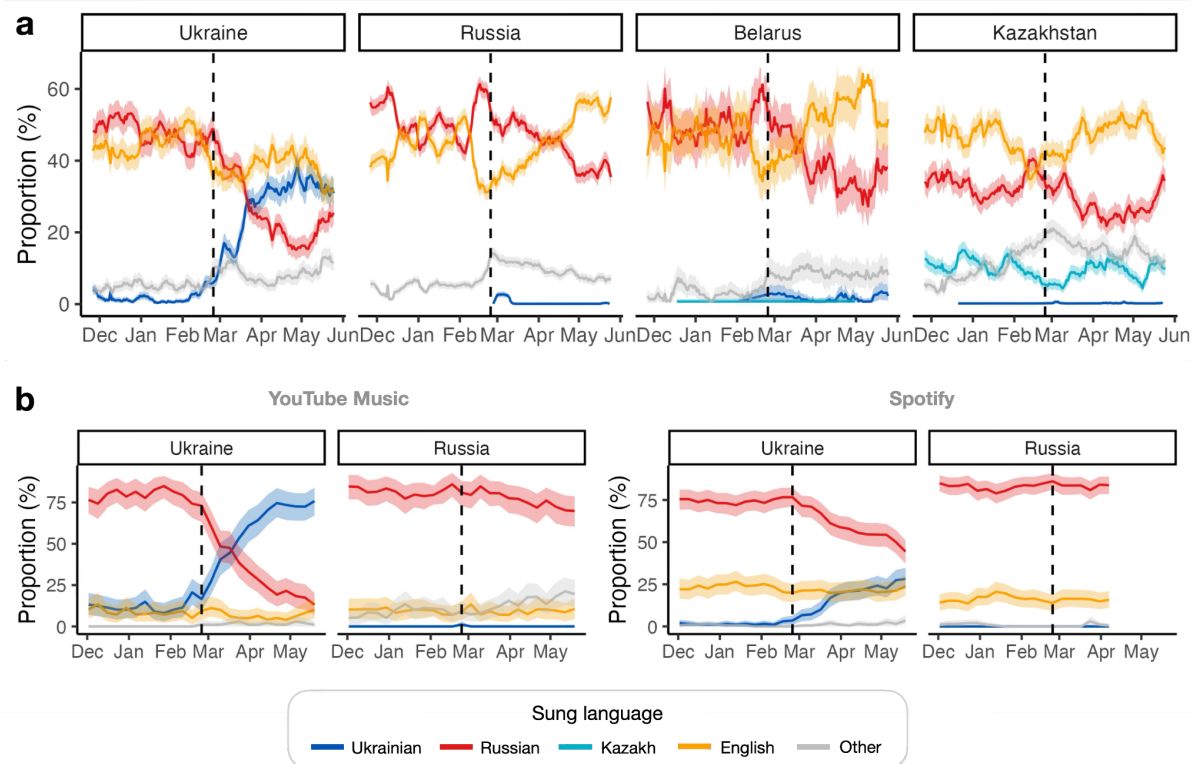 a
Ukraine Russia Belarus Kazakhstan
Proportion (%)
60
40
20
0
Dec Jan Feb Mar Apr May Jun Dec Jan Feb Mar Apr May Jun Dec Jan Feb Mar Apr May Jun Dec Jan Feb Mar Apr May Jun
b
YouTube Music Spotify
Ukraine Russia Ukraine Russia
Proportion (%) Proportion (%)
75 75
50 50
25 25
0 0
Dec Jan Feb Mar Apr May Dec Jan Feb Mar Apr May Dec Jan Feb Mar Apr May Dec Jan Feb Mar Apr May
Sung language
Ukrainian Russian Kazakh English Other